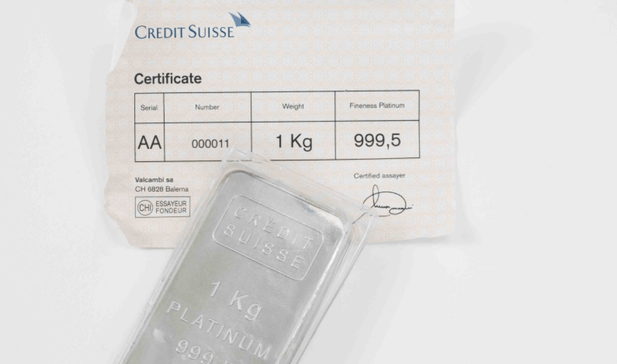 CREDIT SUISSE
Certificate
Serial Number Weight Fineness Platinum
AA 000011 1 Kg 999,5
Valcambi sa
CH 6828 Balerna
Certified assayer
CHI ESSAYEUR
FONDEUR
CREDIT
SUISSE
1 Kg
PLATINUM
999